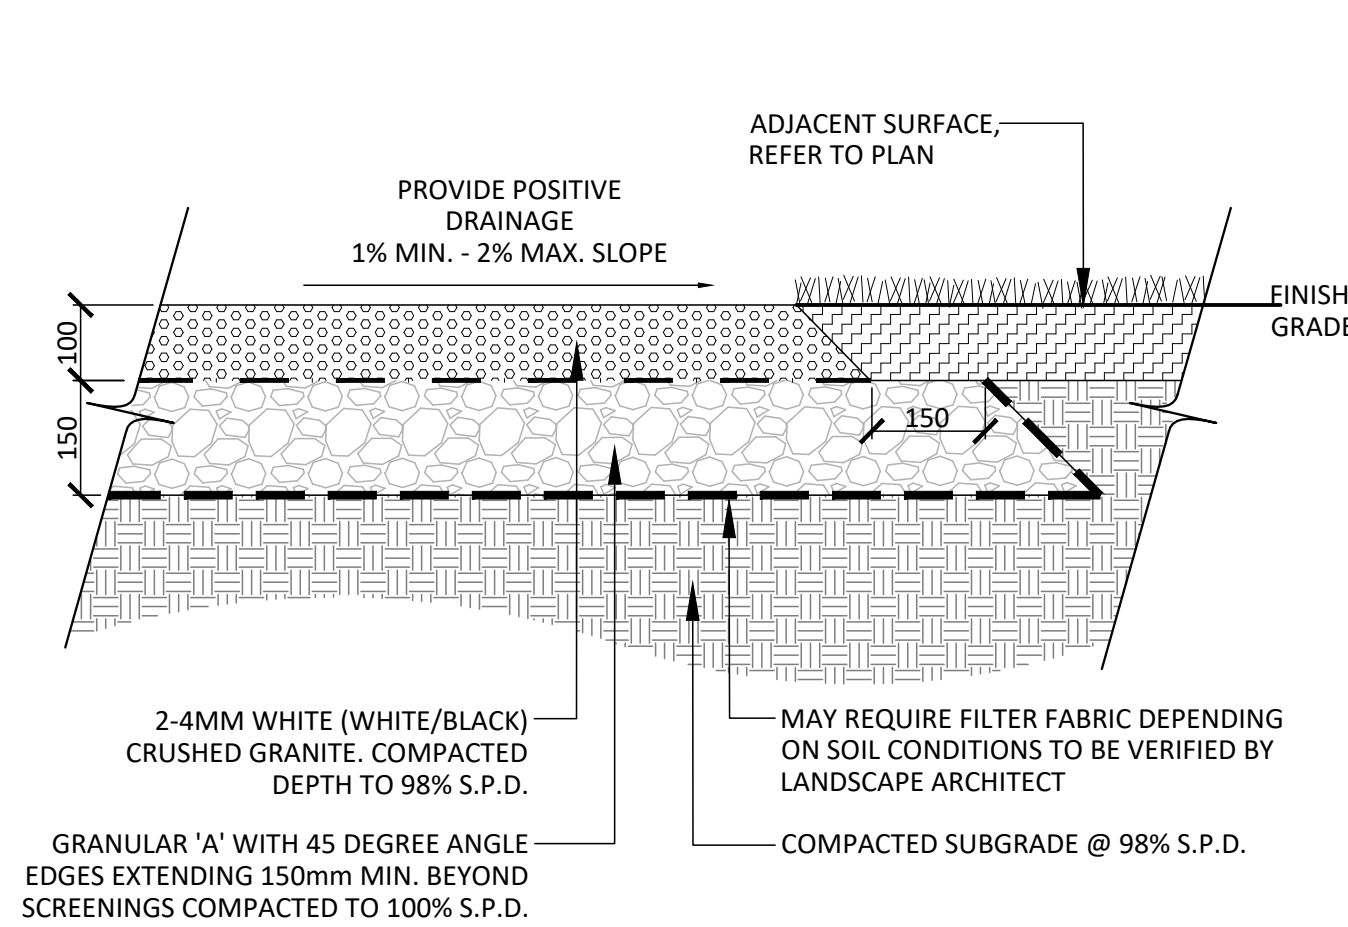 ADJACENT SURFACE,
REFER TO PLAN
PROVIDE POSITIVE
DRAINAGE
1% MIN. - 2% MAX. SLOPE
FINISH
GRADE
100
150
150
2-4MM WHITE (WHITE/BLACK)
CRUSHED GRANITE. COMPACTED
DEPTH TO 98% S.P.D.
MAY REQUIRE FILTER FABRIC DEPENDING
ON SOIL CONDITIONS TO BE VERIFIED BY
LANDSCAPE ARCHITECT
GRANULAR 'A' WITH 45 DEGREE ANGLE
EDGES EXTENDING 150mm MIN. BEYOND
SCREENINGS COMPACTED TO 100% S.P.D.
COMPACTED SUBGRADE @ 98% S.P.D.